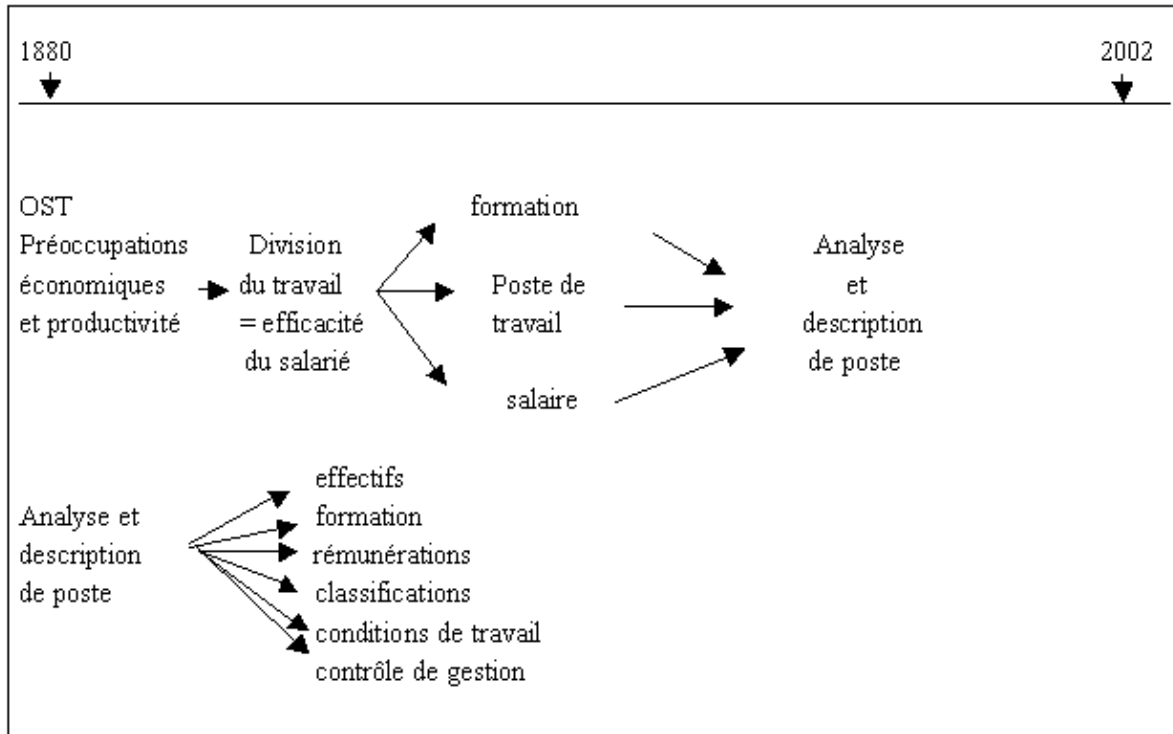 1880
2002
OST
Préoccupations
économiques
et productivité
Division
du travail
= efficacité
du salarié
formation
Poste de
travail
salaire
Analyse
et
description
de poste
Analyse et
description
de poste
effectifs
formation
rémunérations
classifications
conditions de travail
contrôle de gestion